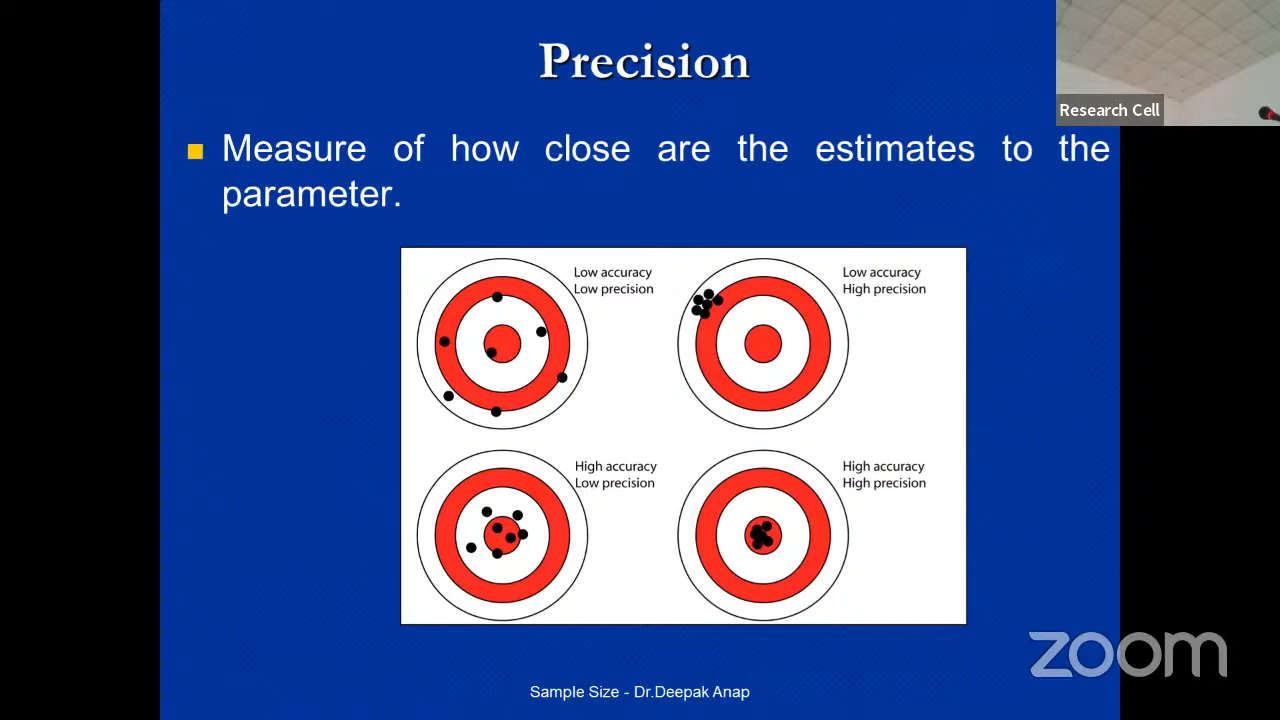 Precision
Research Cell
Measure of how close are the estimates to the
parameter.
Low accuracy
Low precision
Low accuracy
High precision
High accuracy
Low precision
High accuracy
High precision
zoom
Sample Size - Dr.Deepak Anap